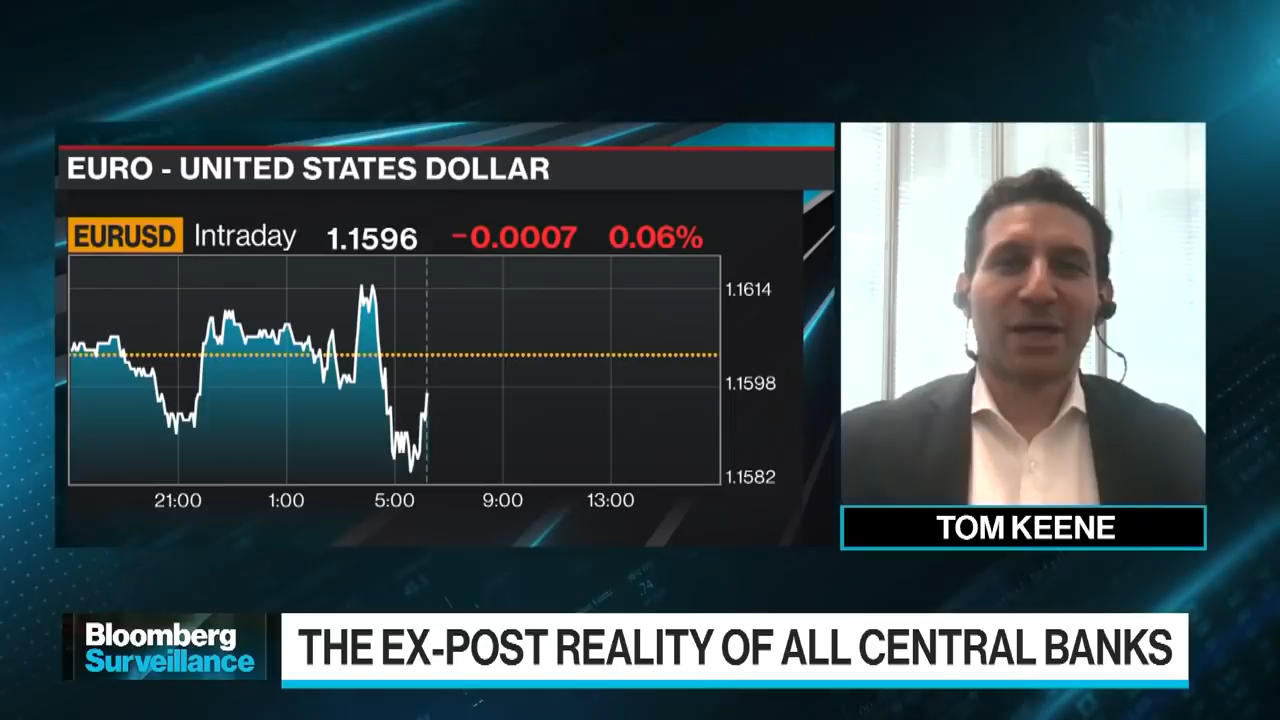 EURO - UNITED STATES DOLLAR
EURUSD Intraday 1.1596 -0.0007 0.06%
1.1614
1.1598
1.1582
21:00 1:00 5:00 9:00 13:00
TOM KEENE
Bloomberg
Surveillance
THE EX-POST REALITY OF ALL CENTRAL BANKS